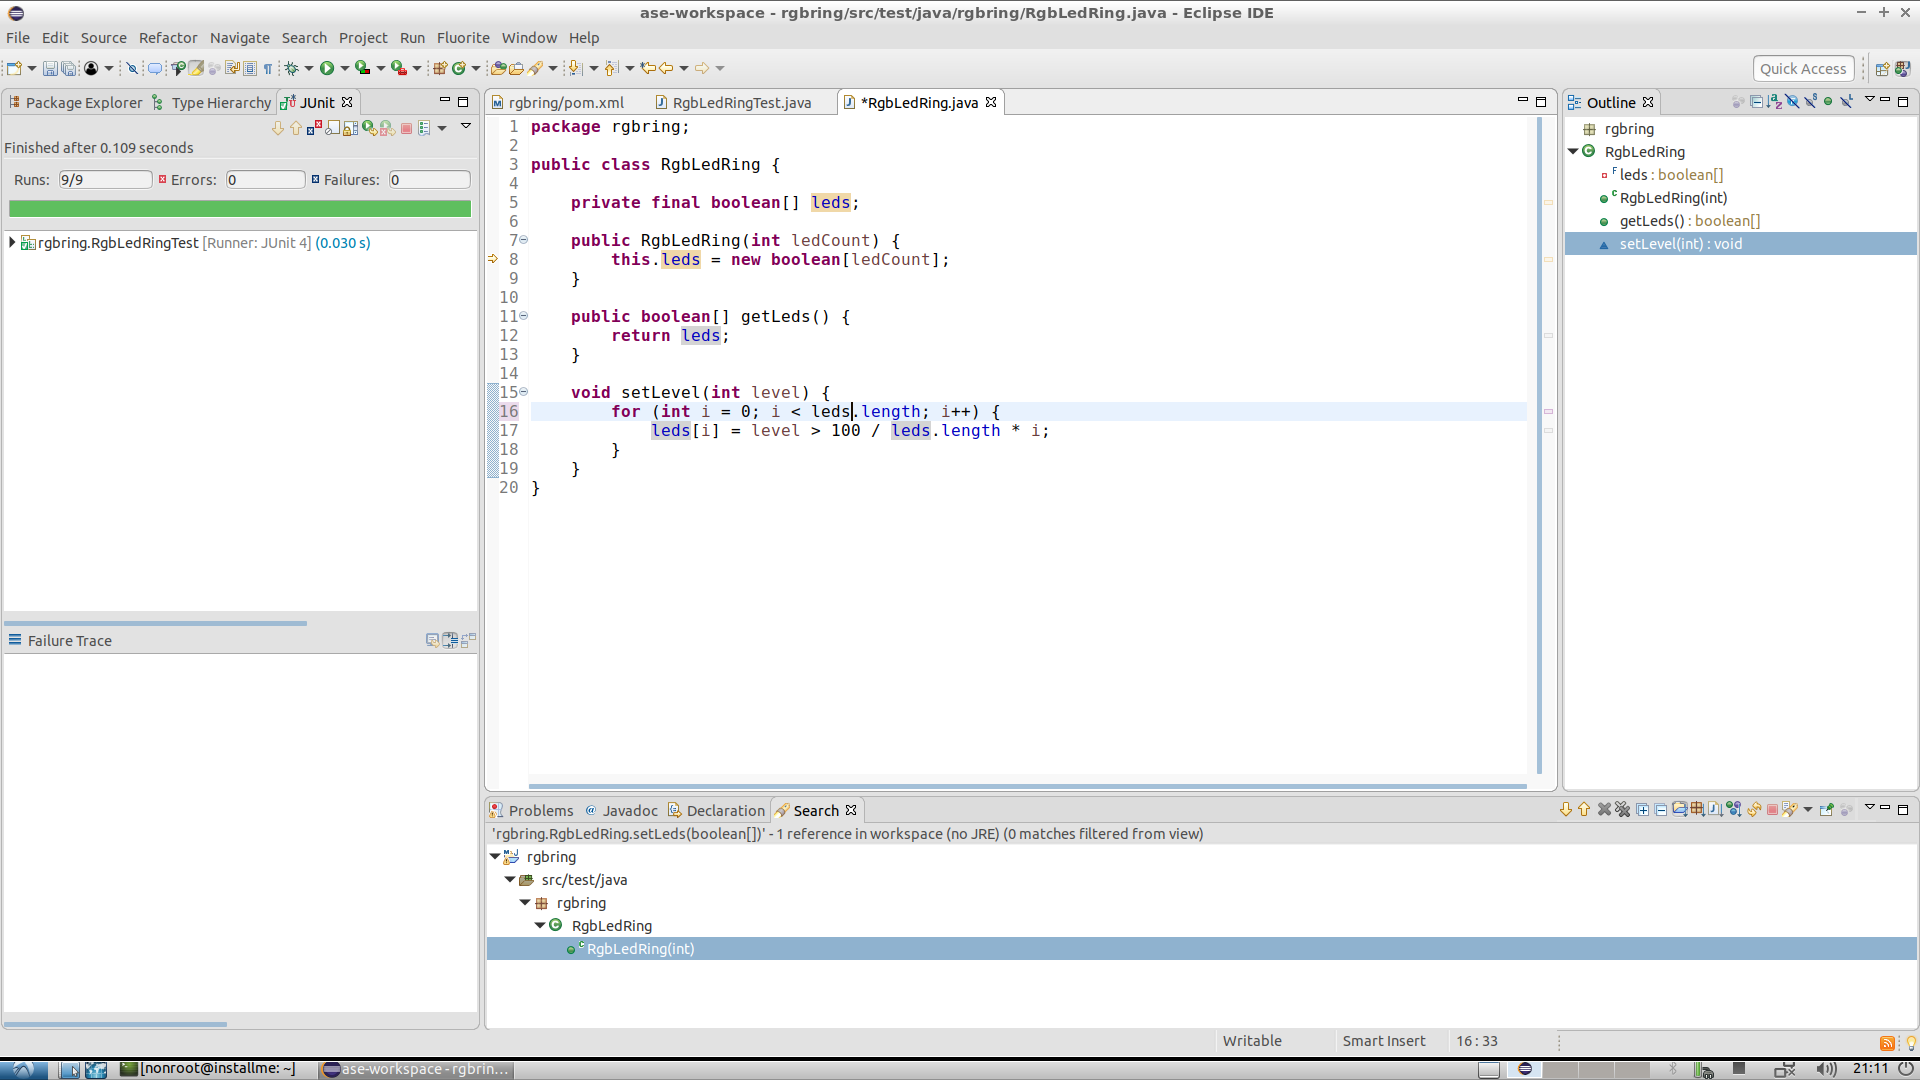 ase-workspace - rgbring/src/test/java/rgbring/RgbLedRing.java - Eclipse IDE
File Edit Source Refactor Navigate Search Project Run Fluorite Window Help
Quick Access
Package Explorer Type Hierarchy JUnit
Finished after 0.109 seconds
Runs: 9/9 Errors: 0 Failures: 0
rgbring.RgbLedRingTest [Runner: JUnit 4] (0.030 s)
Failure Trace
rgbring/pom.xml RgbLedRingTest.java *RgbLedRing.java
1 package rgbring;
2
3 public class RgbLedRing {
4
5 private final boolean[] leds;
6
7 public RgbLedRing(int ledCount) {
8 this.leds = new boolean[ledCount];
9 }
10
11 public boolean[] getLeds() {
12 return leds;
13 }
14
15 void setLevel(int level) {
16 for (int i = 0; i < leds.length; i++) {
17 leds[i] = level > 100 / leds.length * i;
18 }
19 }
20 }
Outline
rgbring
RgbLedRing
leds : boolean[]
RgbLedRing(int)
getLeds() : boolean[]
setLevel(int) : void
Problems Javadoc Declaration Search
'rgbring.RgbLedRing.setLeds(boolean[])' - 1 reference in workspace (no JRE) (0 matches filtered from view)
rgbring
src/test/java
rgbring
RgbLedRing
RgbLedRing(int)
Writable Smart Insert 16 : 33
[nonroot@installme: ~] ase-workspace - rgbrin... 21:11